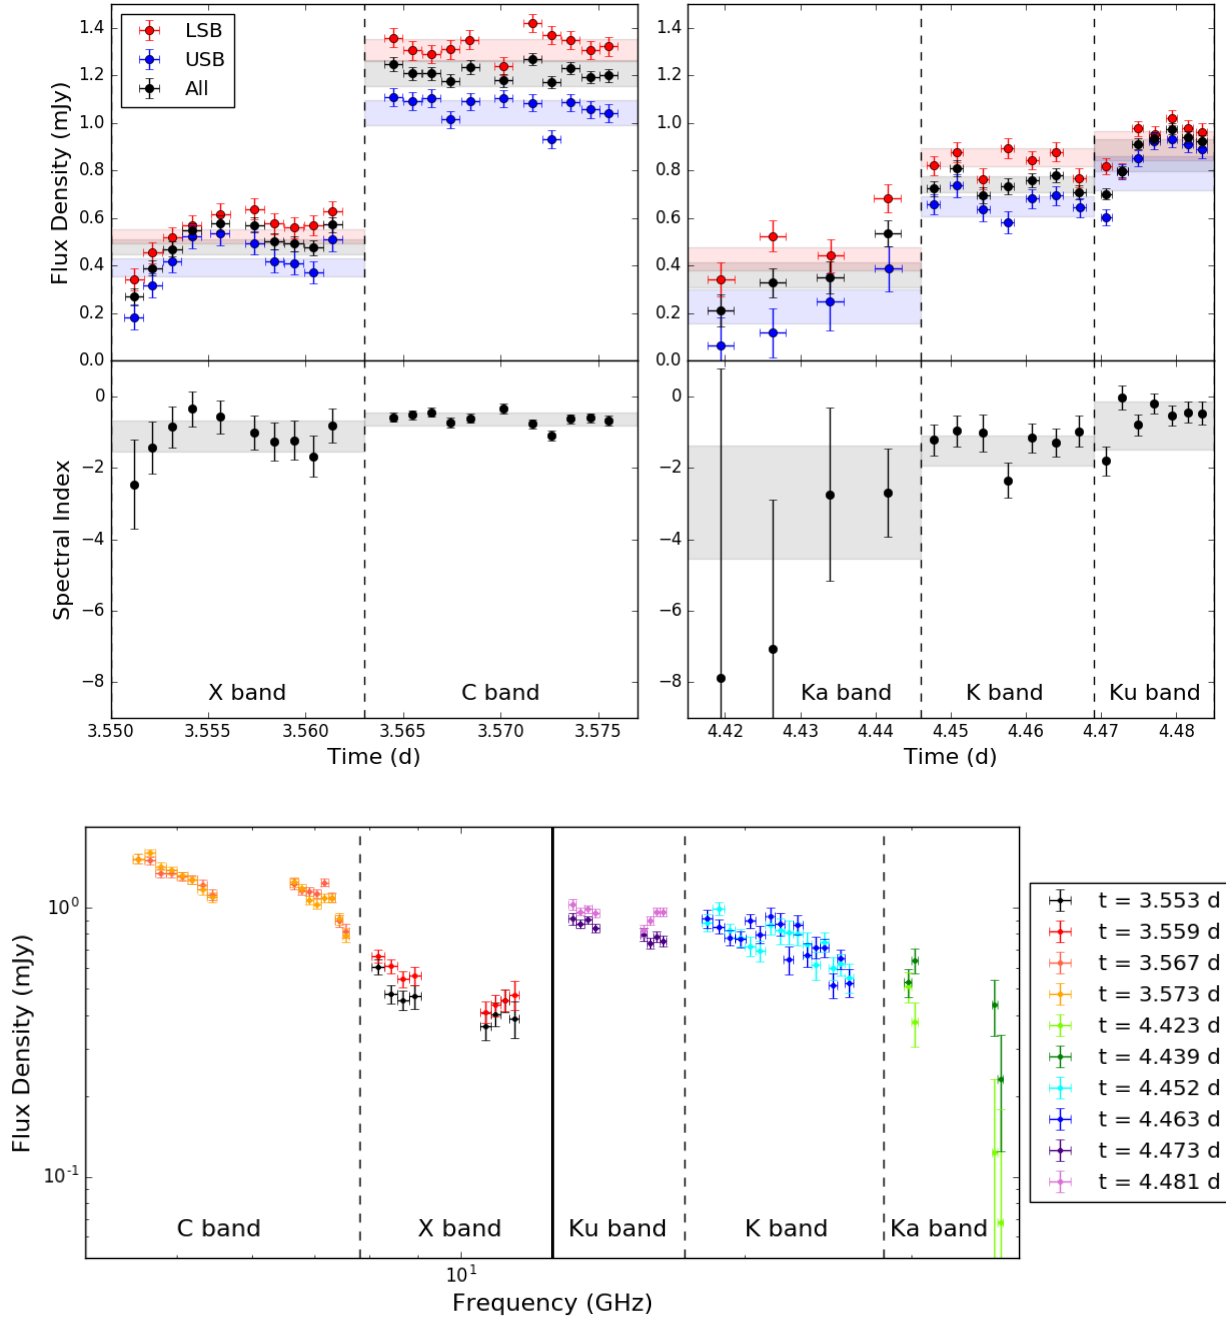 LSB
USB
All
Flux Density (mJy)
1.4
1.2
1.0
0.8
0.6
0.4
0.2
0.0
1.4
1.2
1.0
0.8
0.6
0.4
0.2
0.0
Spectral Index
0
−2
−4
−6
−8
0
−2
−4
−6
−8
X band
C band
Ka band
K band
Ku band
3.550
3.555
3.560
3.565
3.570
3.575
4.42
4.43
4.44
4.45
4.46
4.47
4.48
Time (d)
Time (d)
Flux Density (mJy)
10⁰
10⁻¹
C band
X band
Ku band
K band
Ka band
10¹
Frequency (GHz)
t = 3.553 d
t = 3.559 d
t = 3.567 d
t = 3.573 d
t = 4.423 d
t = 4.439 d
t = 4.452 d
t = 4.463 d
t = 4.473 d
t = 4.481 d